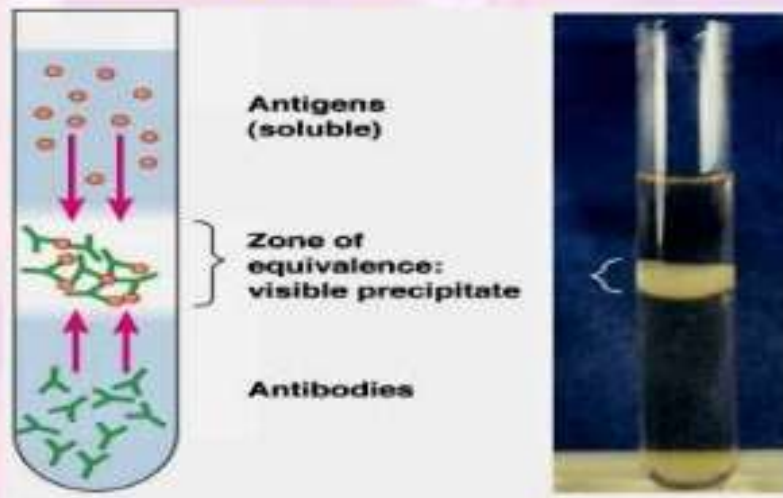 Antigens
(soluble)
Zone of
equivalence:
visible precipitate
Antibodies